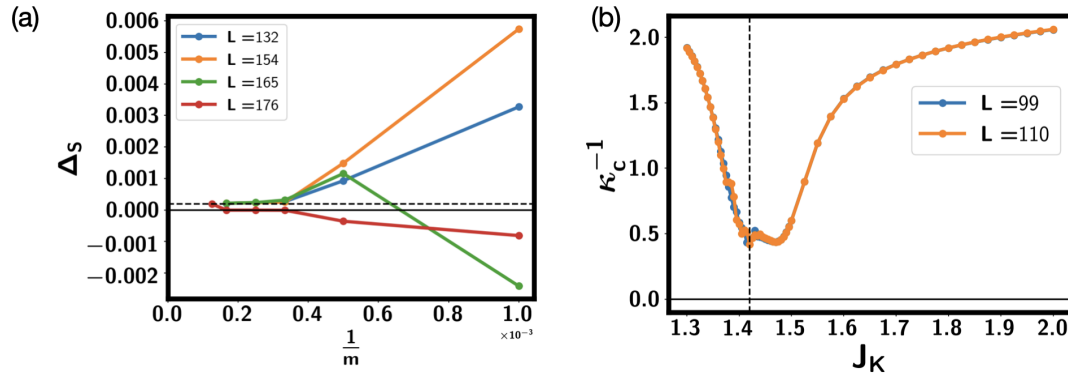 (a)
0.006
0.005
0.004
0.003
0.002
0.001
0.000
−0.001
−0.002
Δ_S
L =132
L =154
L =165
L =176
0.0 0.2 0.4 0.6 0.8 1.0
×10⁻³
1/m
(b)
2.0
1.5
1.0
0.5
0.0
κ_c⁻¹
L =99
L =110
1.3 1.4 1.5 1.6 1.7 1.8 1.9 2.0
J_K